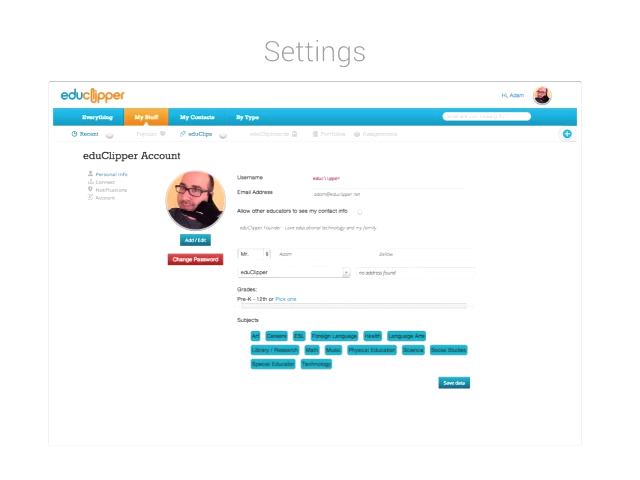 Settings
educlipper
Hi, Adam
Everything My Stuff My Contacts By Type
Recent Popular eduClips eduClipboards Portfolios Assignments
eduClipper Account
Personal Info
Connect
Notifications
Account
Add / Edit
Change Password
Username educlipper
Email Address adam@educlipper.net
Allow other educators to see my contact info
eduClipper Founder. Love educational technology and my family.
Mr. Adam Bellow
eduClipper no address found
Grades:
Pre-K - 12th or Pick one
Subjects
Art Careers ESL Foreign Language Health Language Arts
Library / Research Math Music Physical Education Science Social Studies
Special Educator Technology
Save data